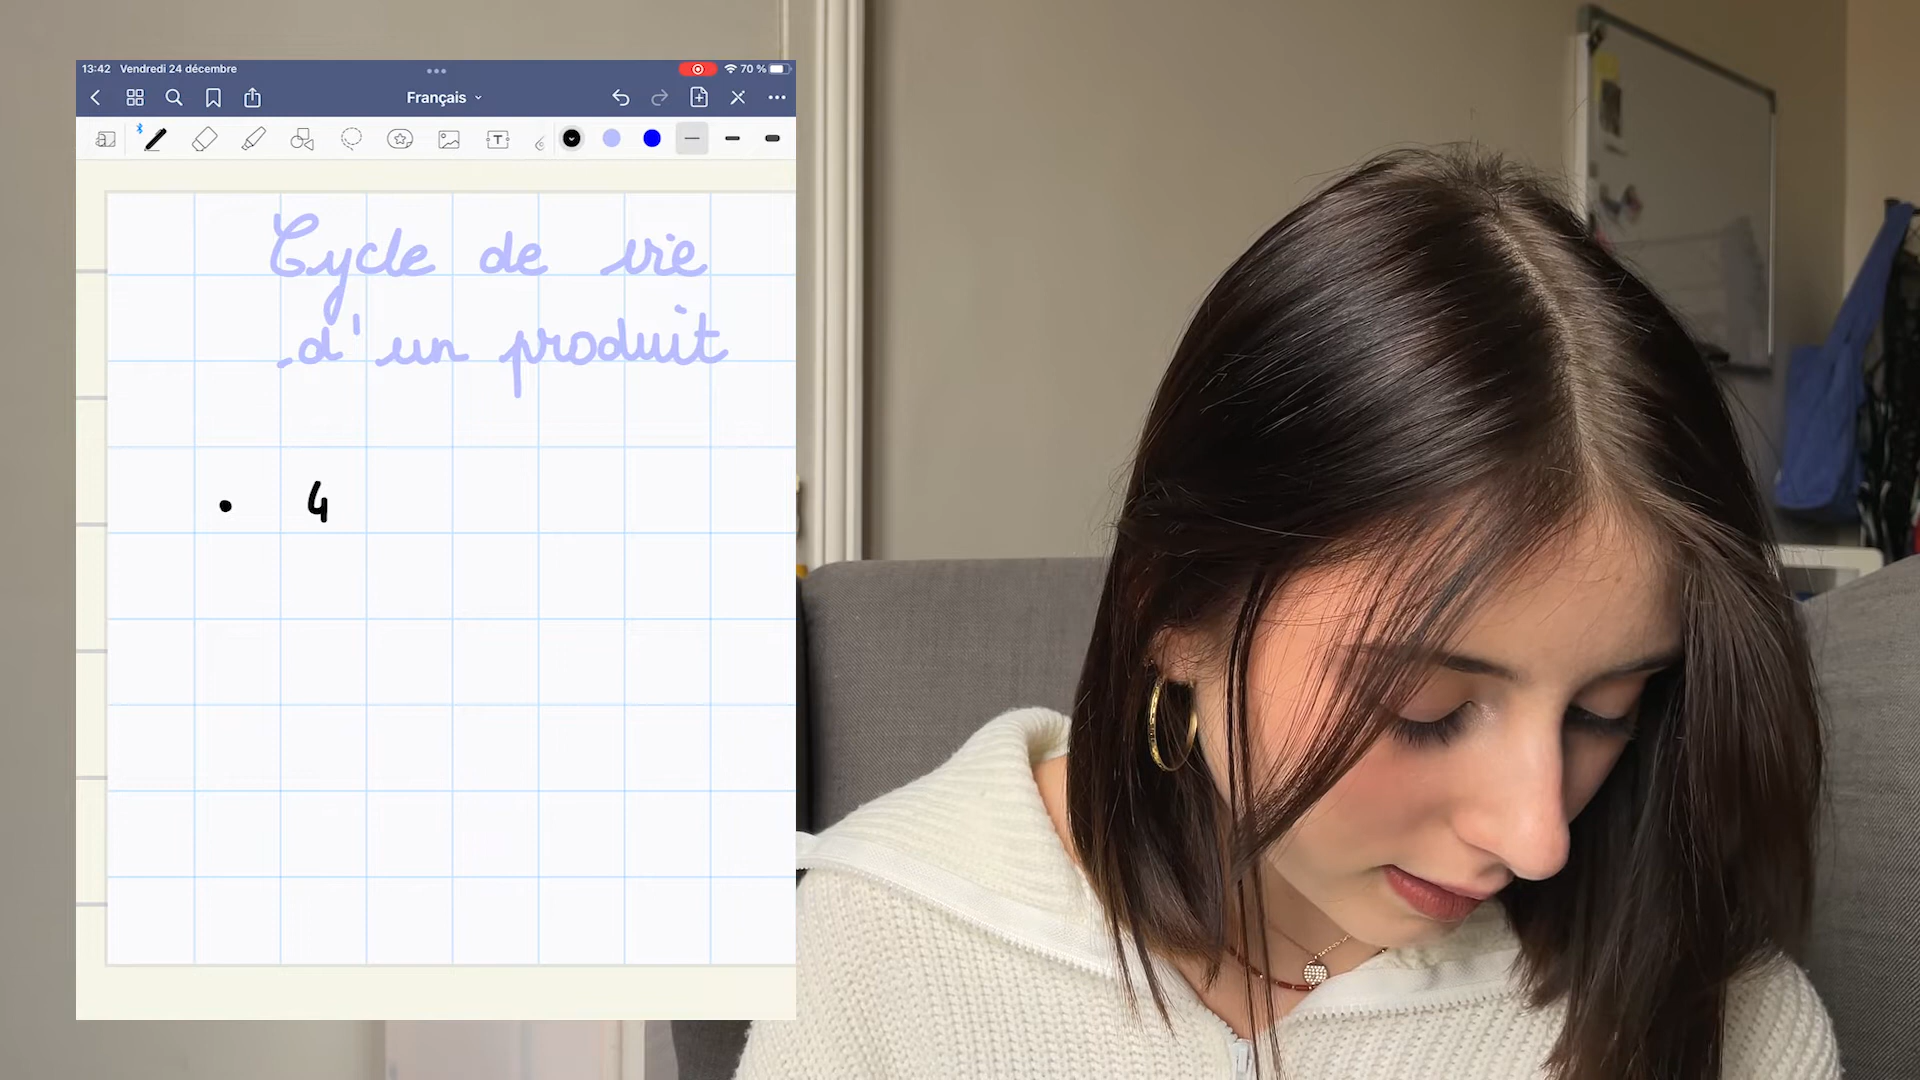 13:42 Vendredi 24 décembre
70 %
Français
T
Cycle de vie
d'un produit
• 4